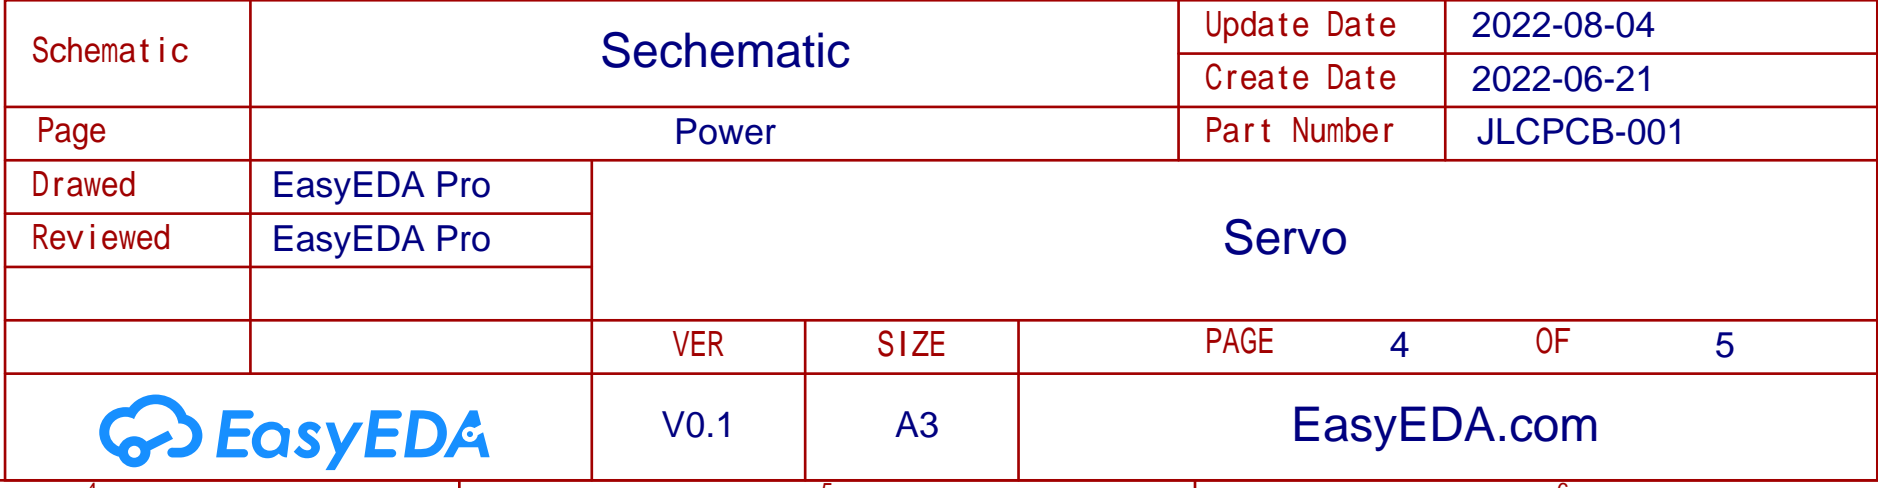 Schematic Sechematic Update Date 2022-08-04
Create Date 2022-06-21
Page Power Part Number JLCPCB-001
Drawed EasyEDA Pro
Reviewed EasyEDA Pro
Servo
VER SIZE PAGE 4 OF 5
EasyEDA V0.1 A3 EasyEDA.com